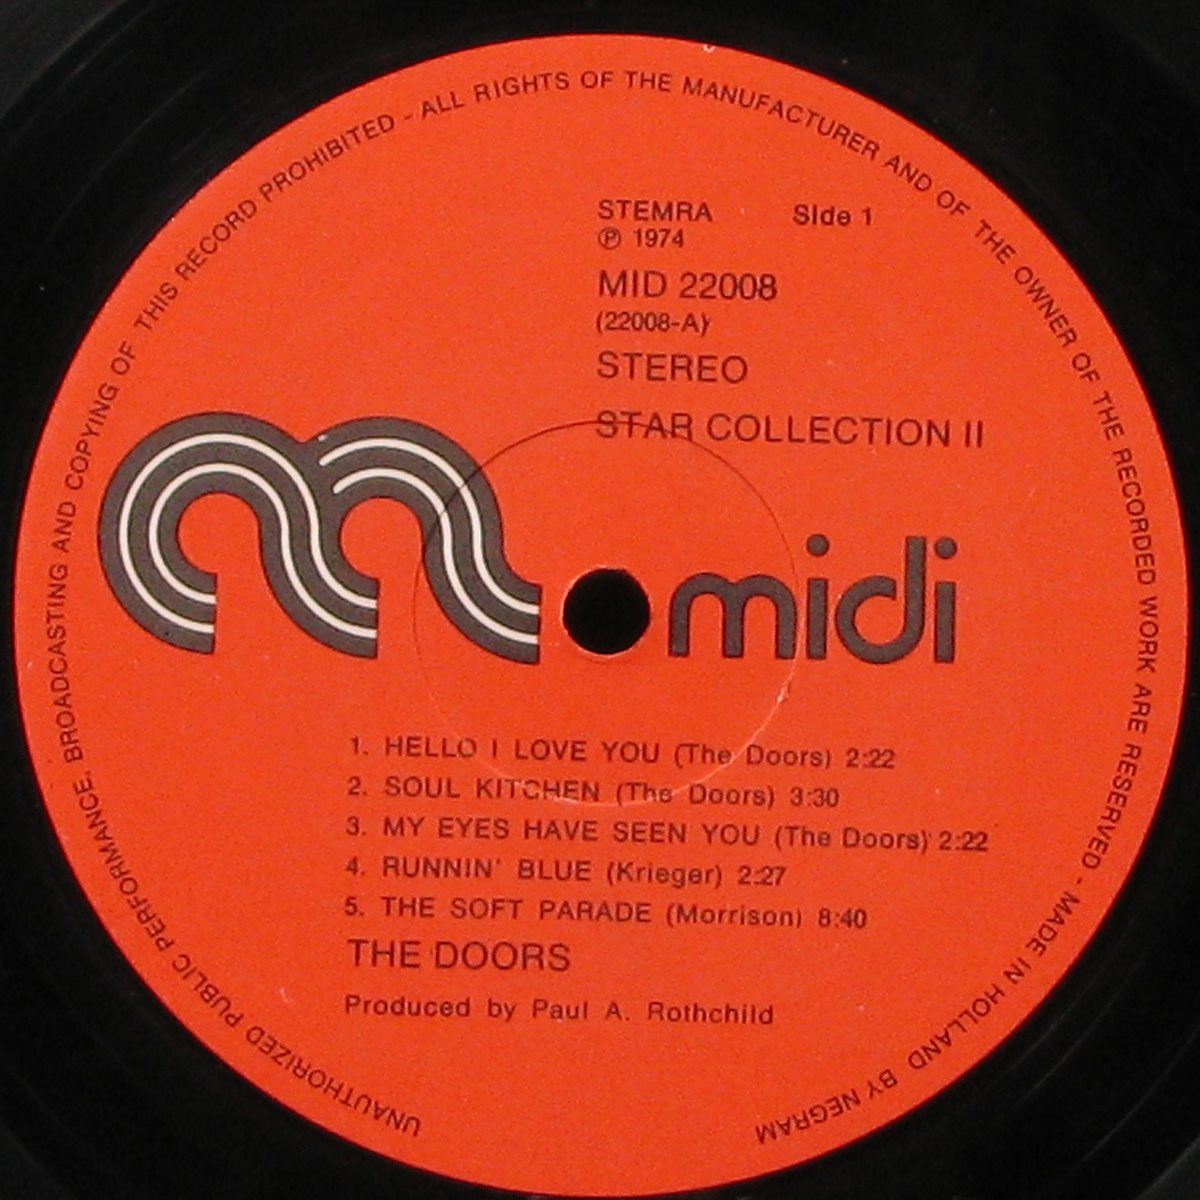 UNAUTHORIZED PUBLIC PERFORMANCE, BROADCASTING AND COPYING OF THIS RECORD PROHIBITED - ALL RIGHTS OF THE MANUFACTURER AND OF THE OWNER OF THE RECORDED WORK ARE RESERVED - MADE IN HOLLAND BY NEGRAM
STEMRA Side 1
℗ 1974
MID 22008
(22008-A)
STEREO
STAR COLLECTION II
midi
1. HELLO I LOVE YOU (The Doors) 2:22
2. SOUL KITCHEN (The Doors) 3:30
3. MY EYES HAVE SEEN YOU (The Doors) 2:22
4. RUNNIN' BLUE (Krieger) 2:27
5. THE SOFT PARADE (Morrison) 8:40
THE DOORS
Produced by Paul A. Rothchild